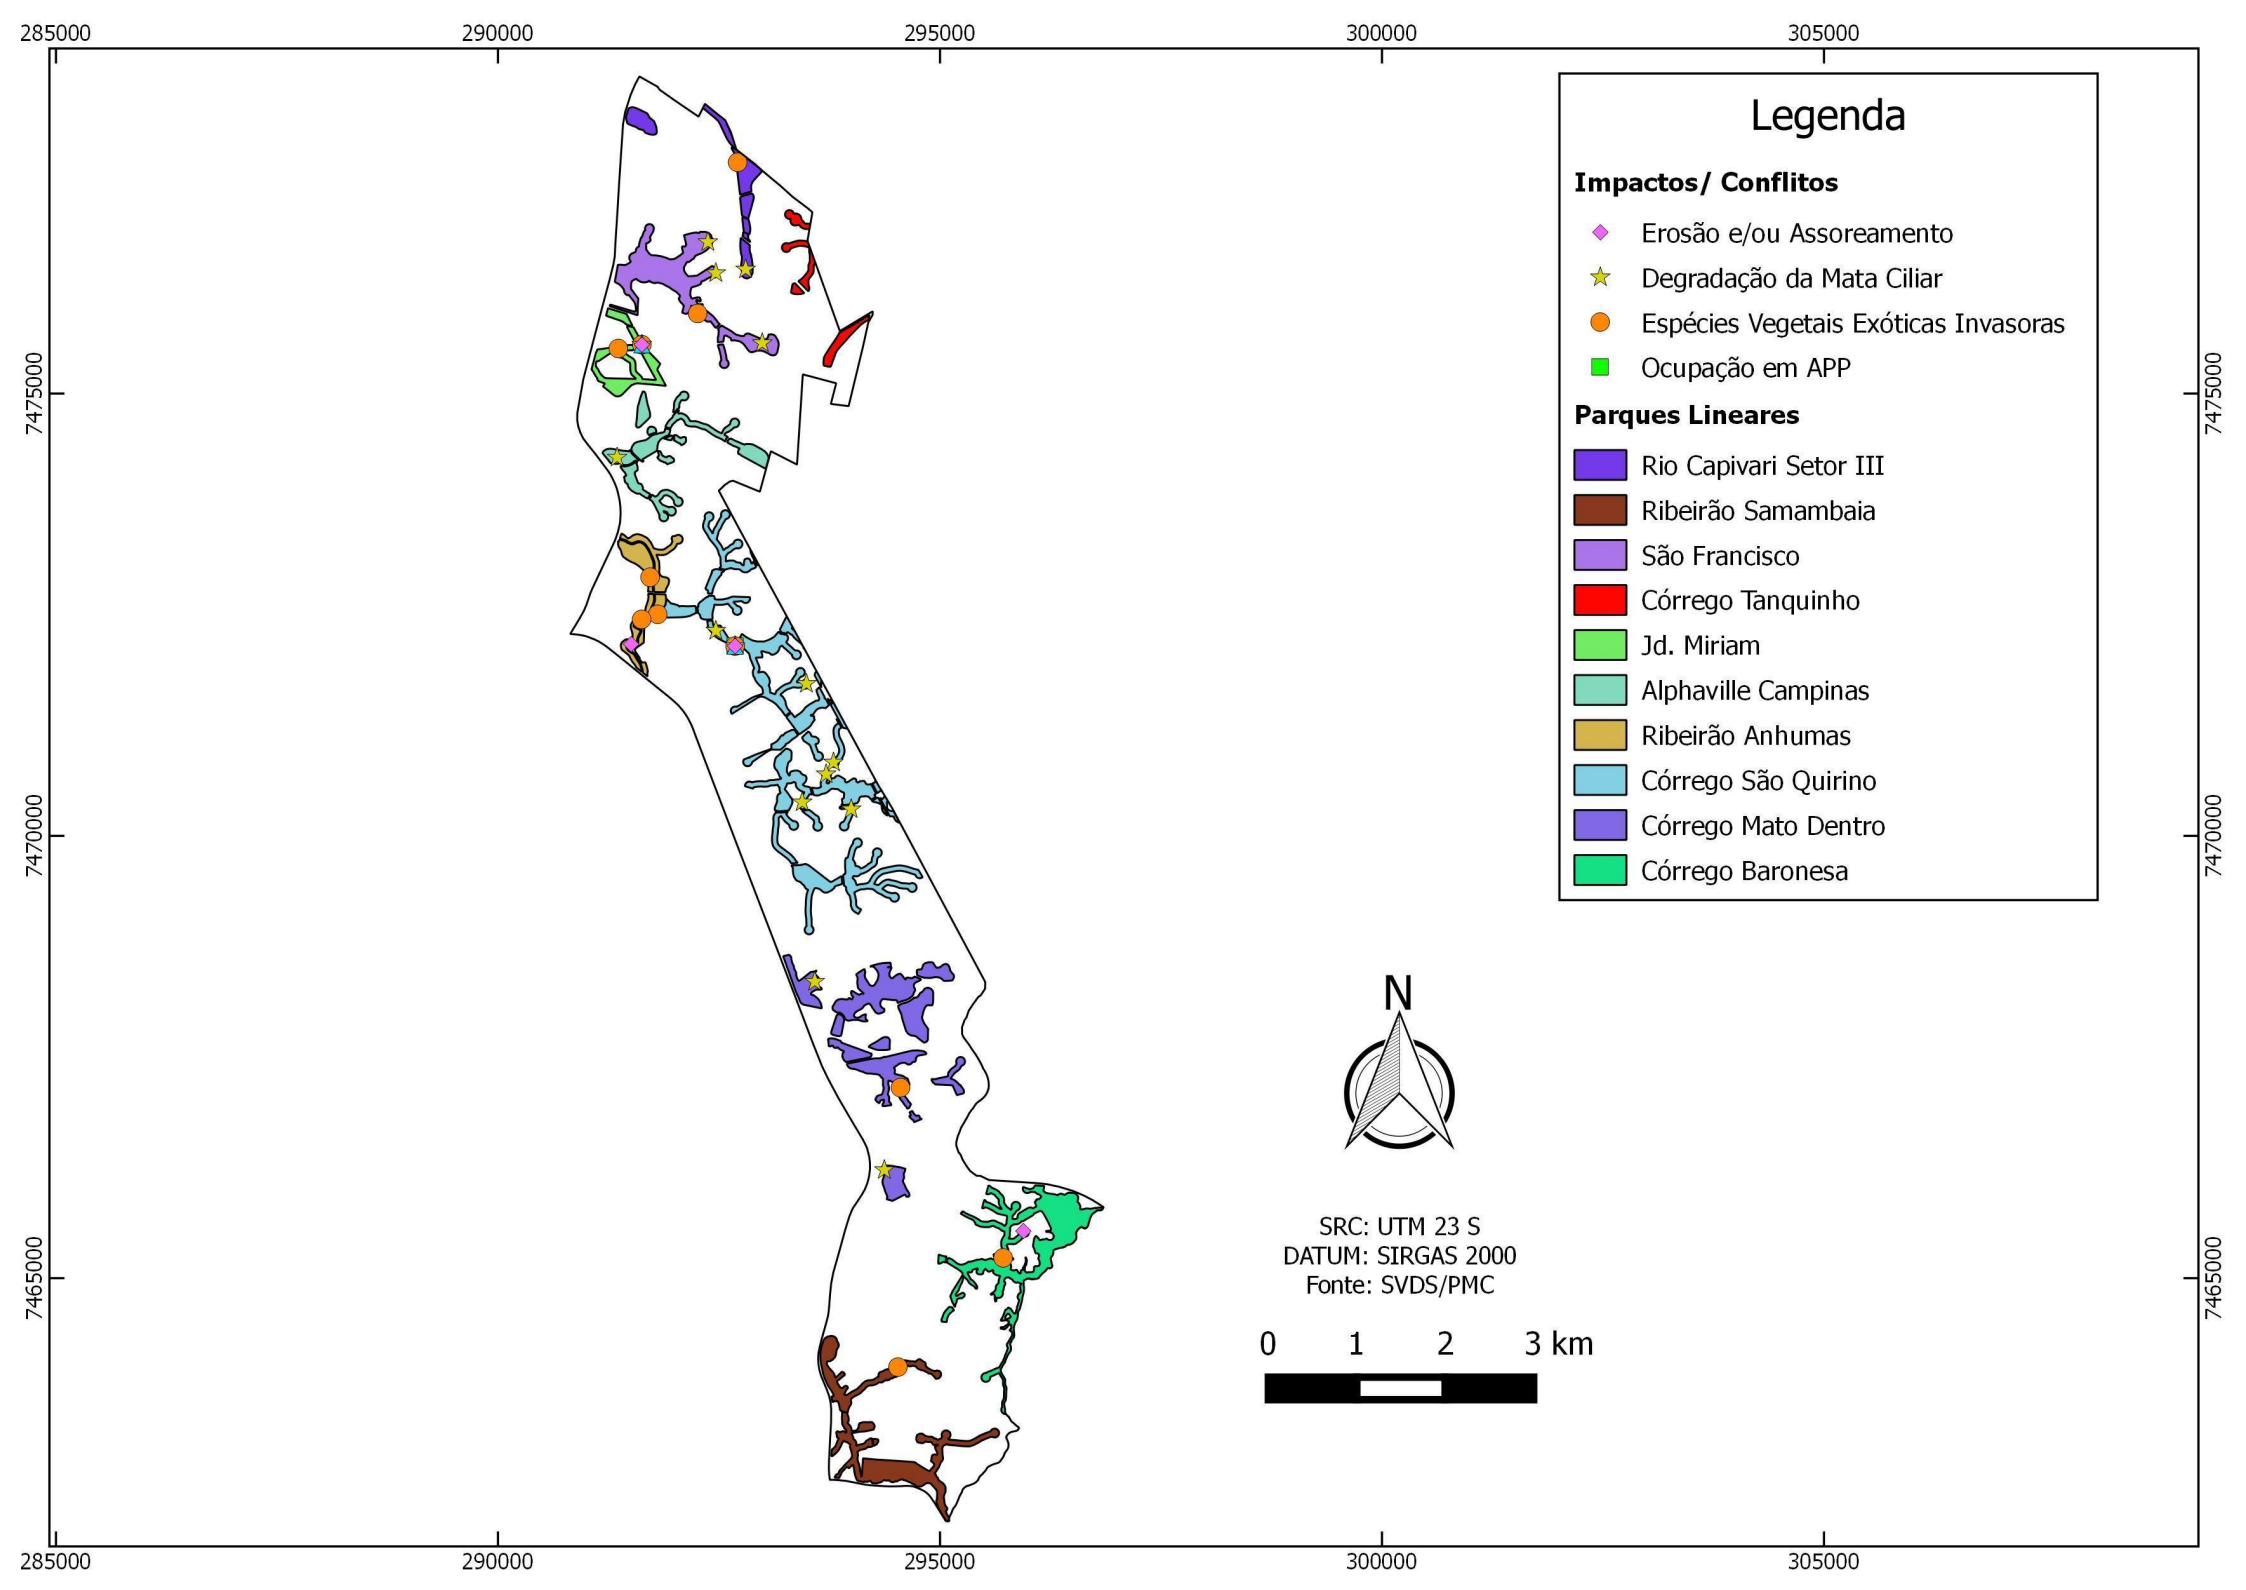 285000 290000 295000 300000 305000
Legenda
Impactos/ Conflitos
Erosão e/ou Assoreamento
Degradação da Mata Ciliar
Espécies Vegetais Exóticas Invasoras
Ocupação em APP
Parques Lineares
Rio Capivari Setor III
Ribeirão Samambaia
São Francisco
Córrego Tanquinho
Jd. Miriam
Alphaville Campinas
Ribeirão Anhumas
Córrego São Quirino
Córrego Mato Dentro
Córrego Baronesa
7475000 7475000
7470000 7470000
7465000 7465000
N
SRC: UTM 23 S
DATUM: SIRGAS 2000
Fonte: SVDS/PMC
0 1 2 3 km
285000 290000 295000 300000 305000